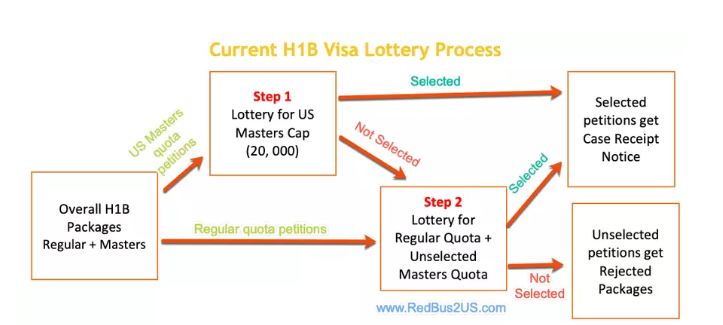 Current H1B Visa Lottery Process
Step 1
Lottery for US
Masters Cap
(20, 000)
Selected
Selected
petitions get
Case Receipt
Notice
US Masters
quota
petitions
Not Selected
Overall H1B
Packages
Regular + Masters
Regular quota petitions
Step 2
Lottery for
Regular Quota +
Unselected
Masters Quota
Selected
Not
Selected
Unselected
petitions get
Rejected
Packages
www.RedBus2US.com